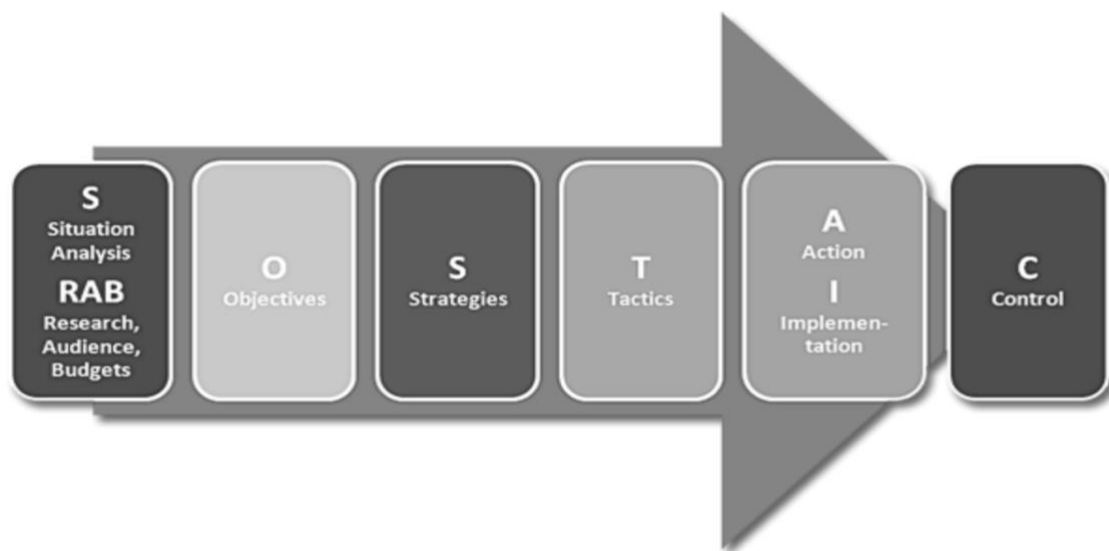 S
Situation
Analysis
RAB
Research,
Audience,
Budgets
O
Objectives
S
Strategies
T
Tactics
A
Action
I
Implemen-
tation
C
Control